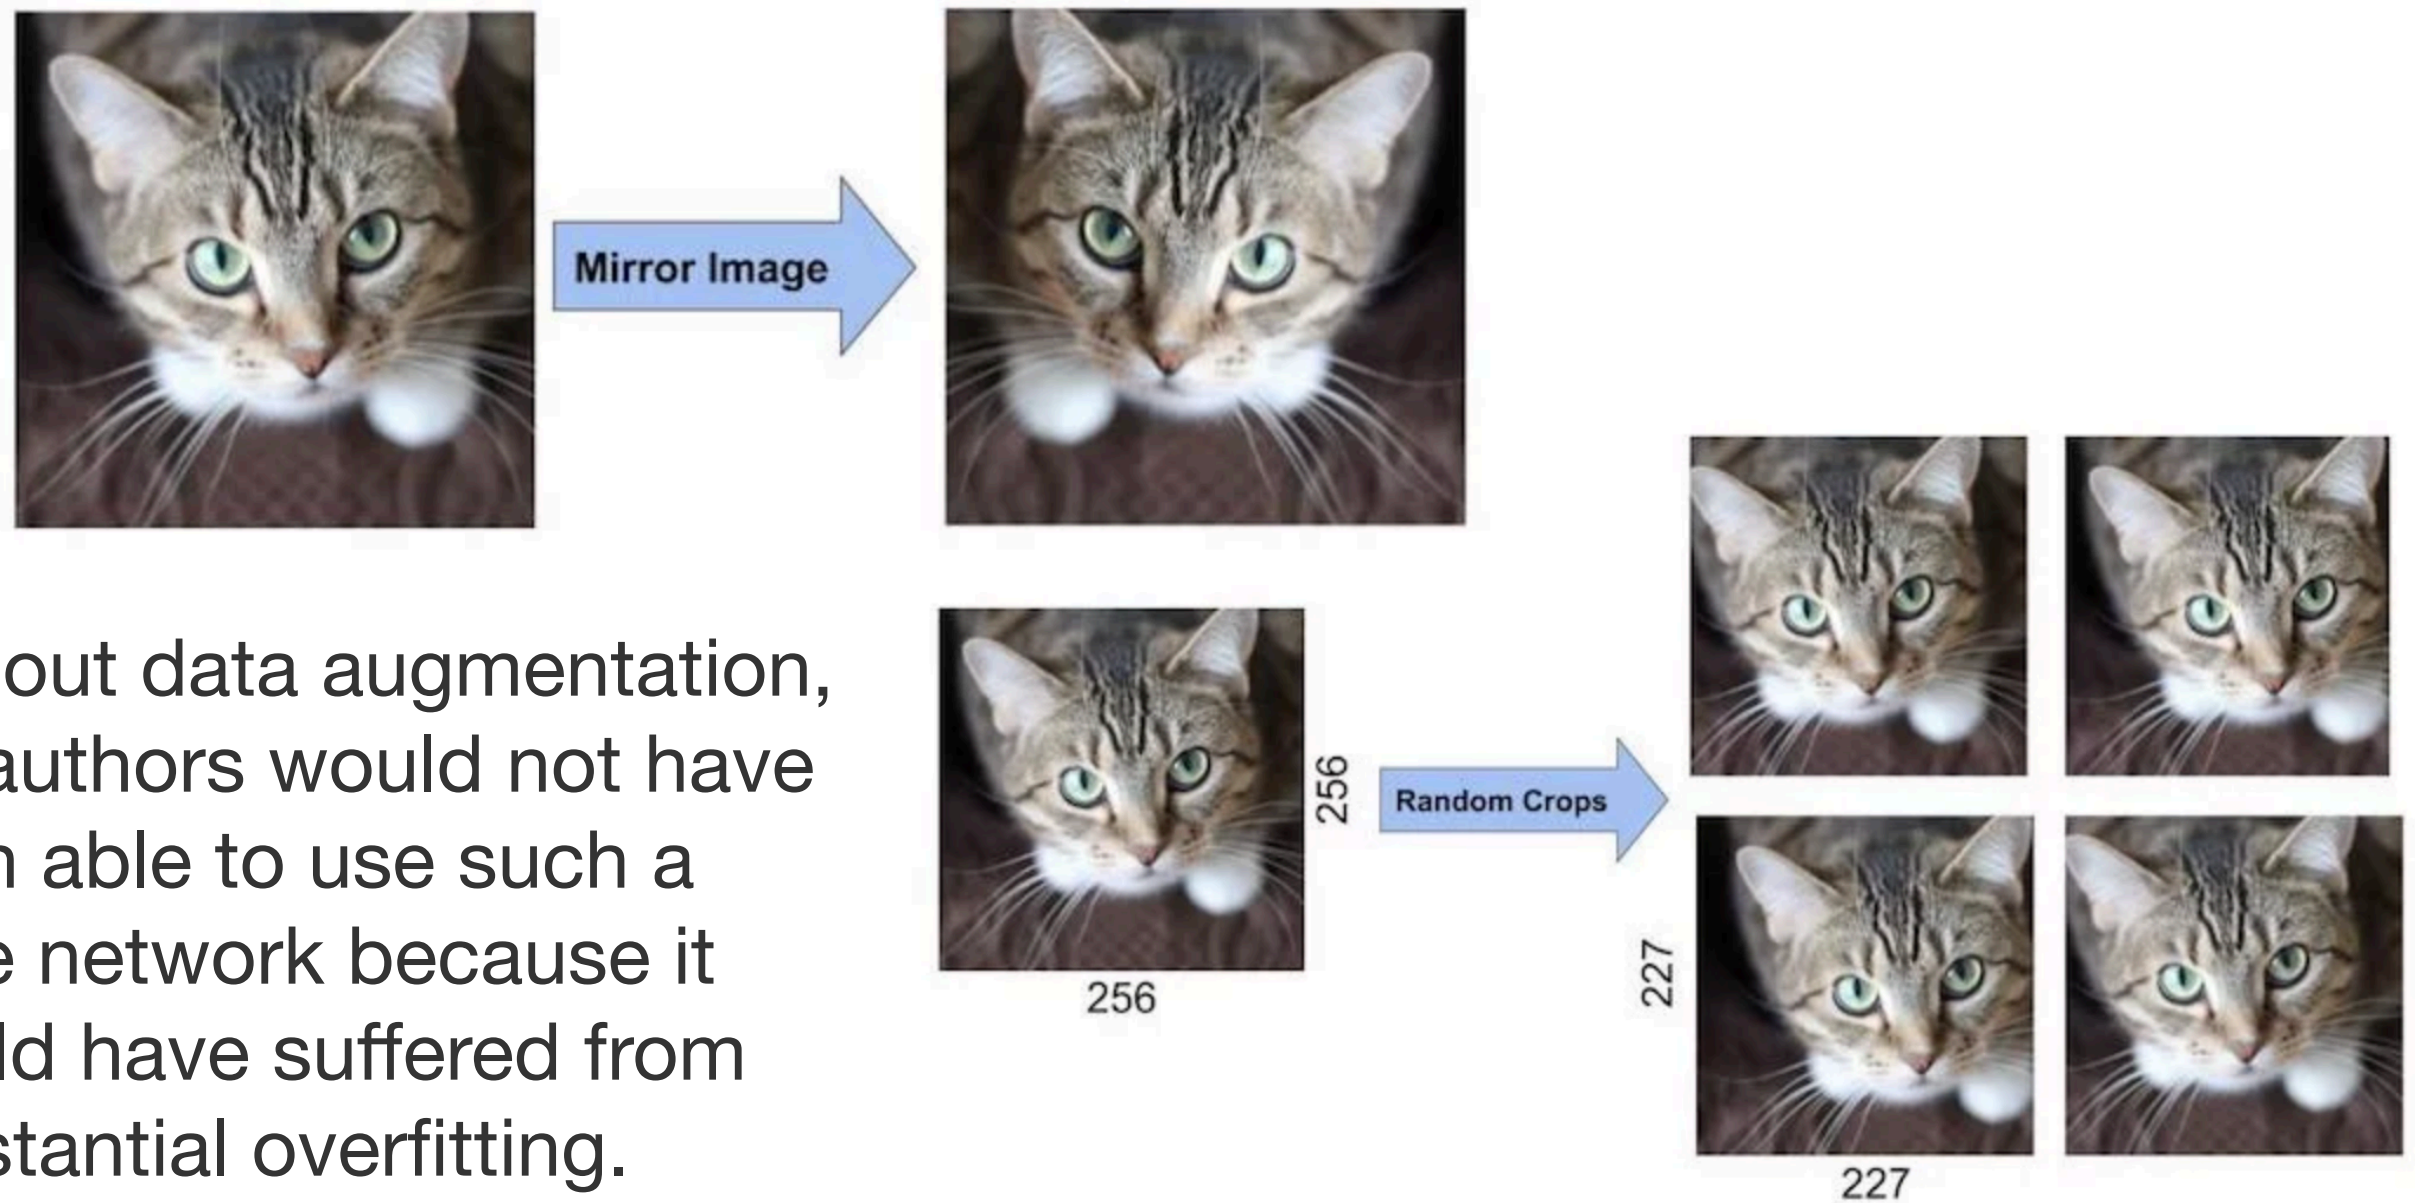 Mirror Image
out data augmentation,
authors would not have
able to use such a
network because it
ld have suffered from
stantial overfitting.
256
256
Random Crops
227
227